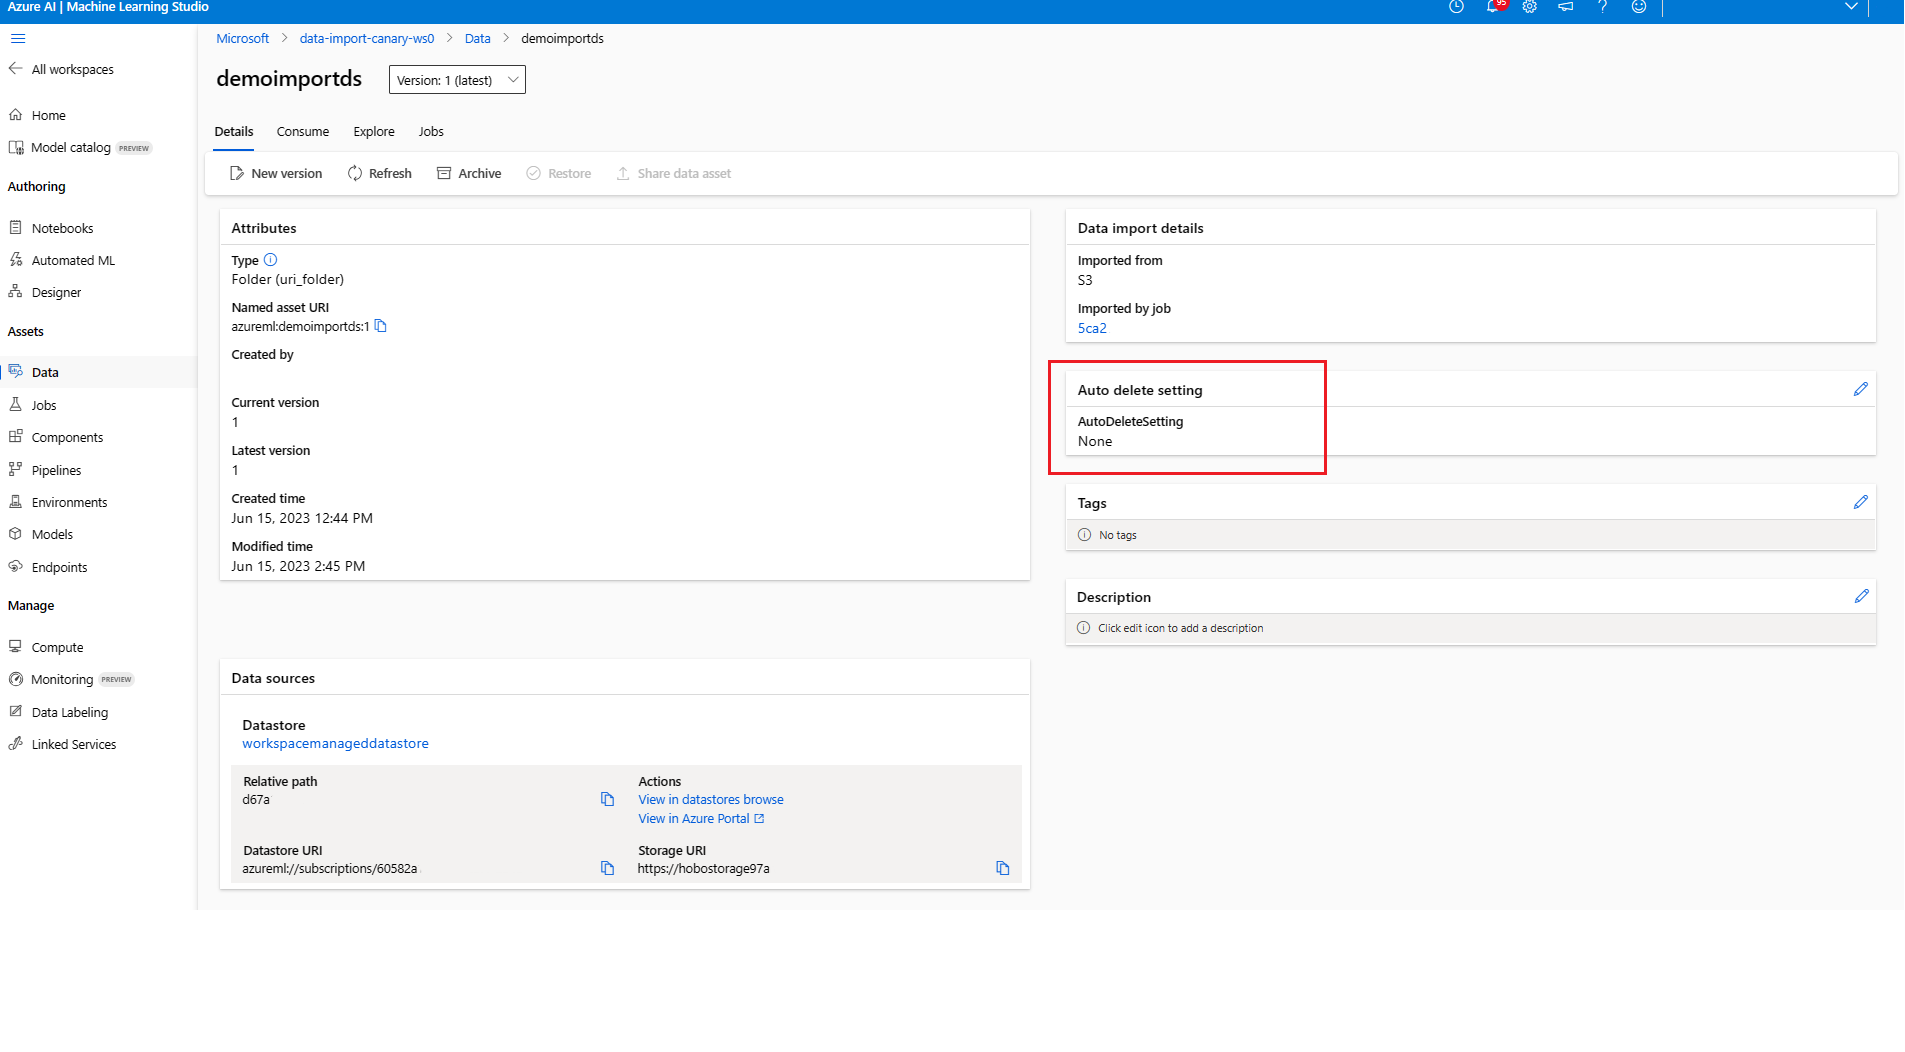 Azure AI | Machine Learning Studio
95
All workspaces
Home
Model catalog PREVIEW
Authoring
Notebooks
Automated ML
Designer
Assets
Data
Jobs
Components
Pipelines
Environments
Models
Endpoints
Manage
Compute
Monitoring PREVIEW
Data Labeling
Linked Services
Microsoft > data-import-canary-ws0 > Data > demoimportds
demoimportds
Version: 1 (latest)
Details Consume Explore Jobs
New version Refresh Archive Restore Share data asset
Attributes
Type
Folder (uri_folder)
Named asset URI
azureml:demoimportds:1
Created by
Current version
1
Latest version
1
Created time
Jun 15, 2023 12:44 PM
Modified time
Jun 15, 2023 2:45 PM
Data sources
Datastore
workspacemanageddatastore
Relative path
d67a
Actions
View in datastores browse
View in Azure Portal
Datastore URI
azureml://subscriptions/60582a
Storage URI
https://hobostorage97a
Data import details
Imported from
S3
Imported by job
5ca2
Auto delete setting
AutoDeleteSetting
None
Tags
No tags
Description
Click edit icon to add a description